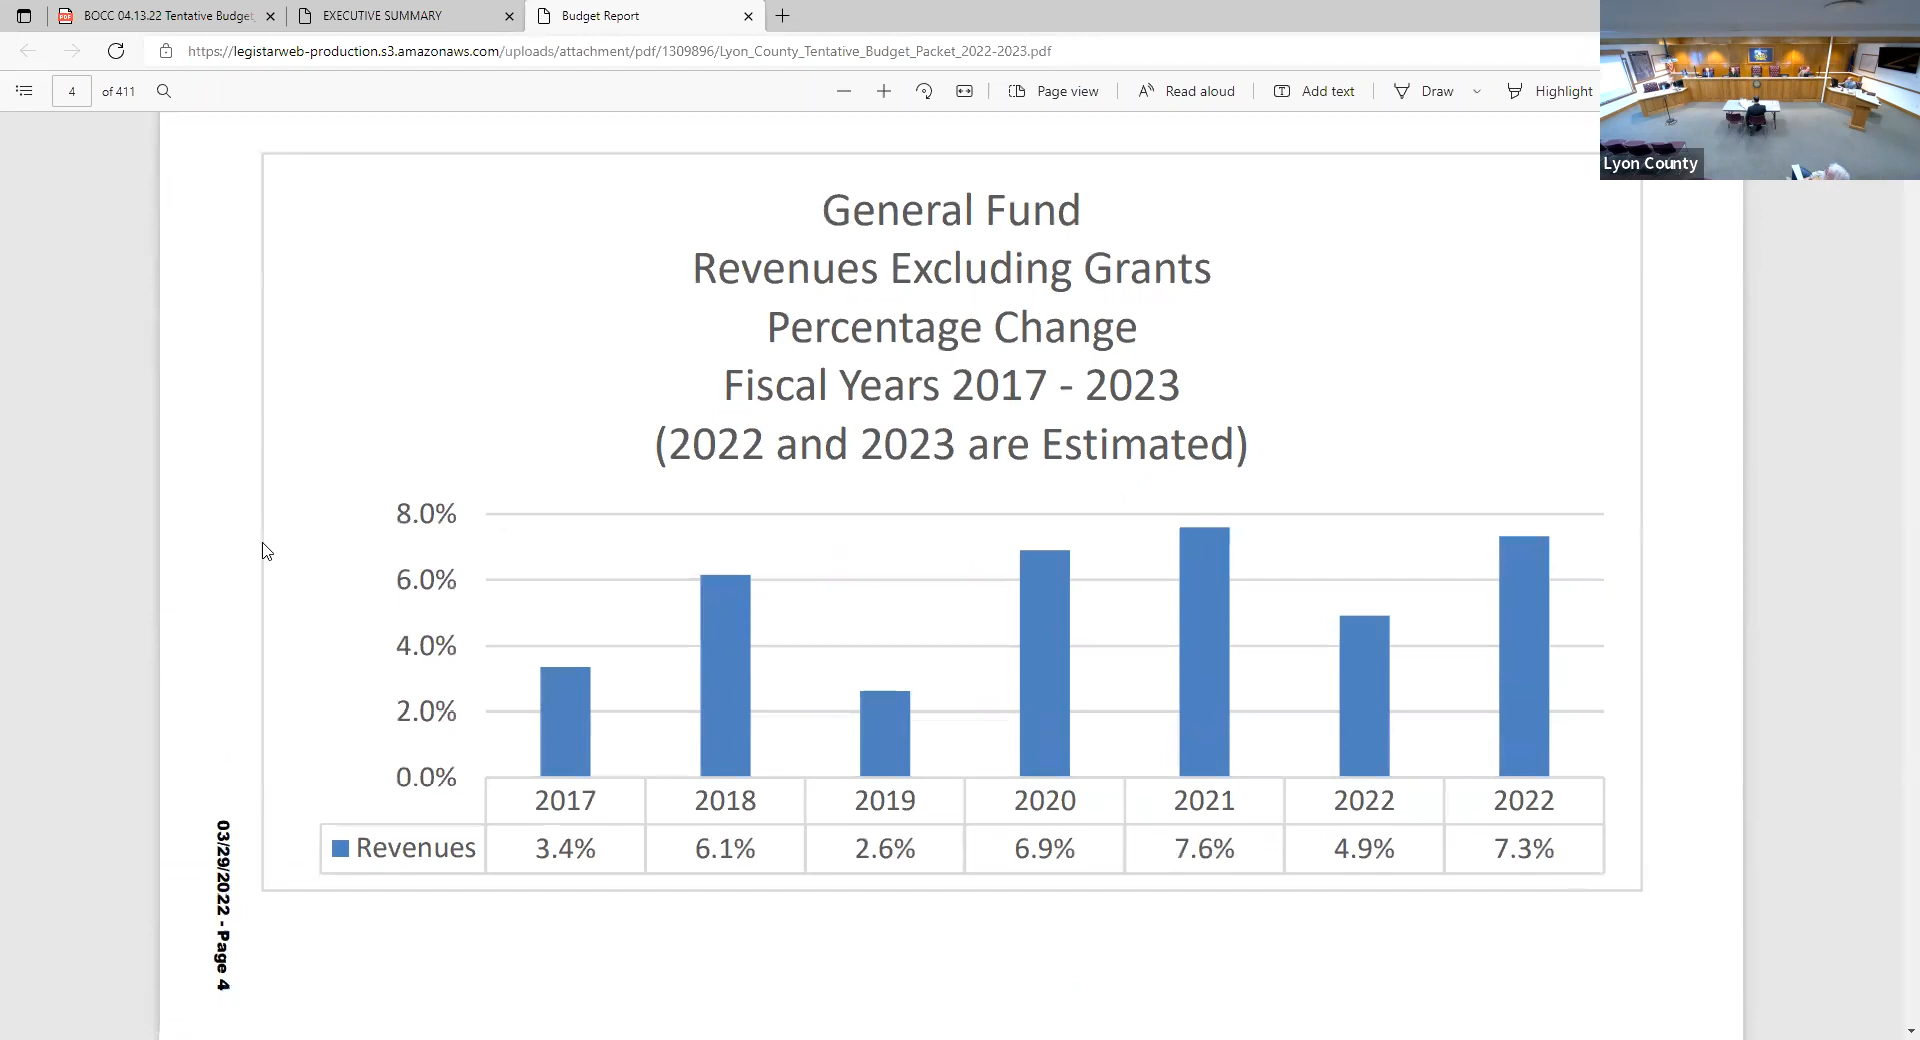 BOCC 04.13.22 Tentative Budget
EXECUTIVE SUMMARY
Budget Report
https://legistarweb-production.s3.amazonaws.com/uploads/attachment/pdf/1309896/Lyon_County_Tentative_Budget_Packet_2022-2023.pdf
4 of 411
Page view
Read aloud
Add text
Draw
Highlight
Lyon County
General Fund
Revenues Excluding Grants
Percentage Change
Fiscal Years 2017 - 2023
(2022 and 2023 are Estimated)
8.0%
6.0%
4.0%
2.0%
0.0%
2017 2018 2019 2020 2021 2022 2022
Revenues 3.4% 6.1% 2.6% 6.9% 7.6% 4.9% 7.3%
03/29/2022 - Page 4